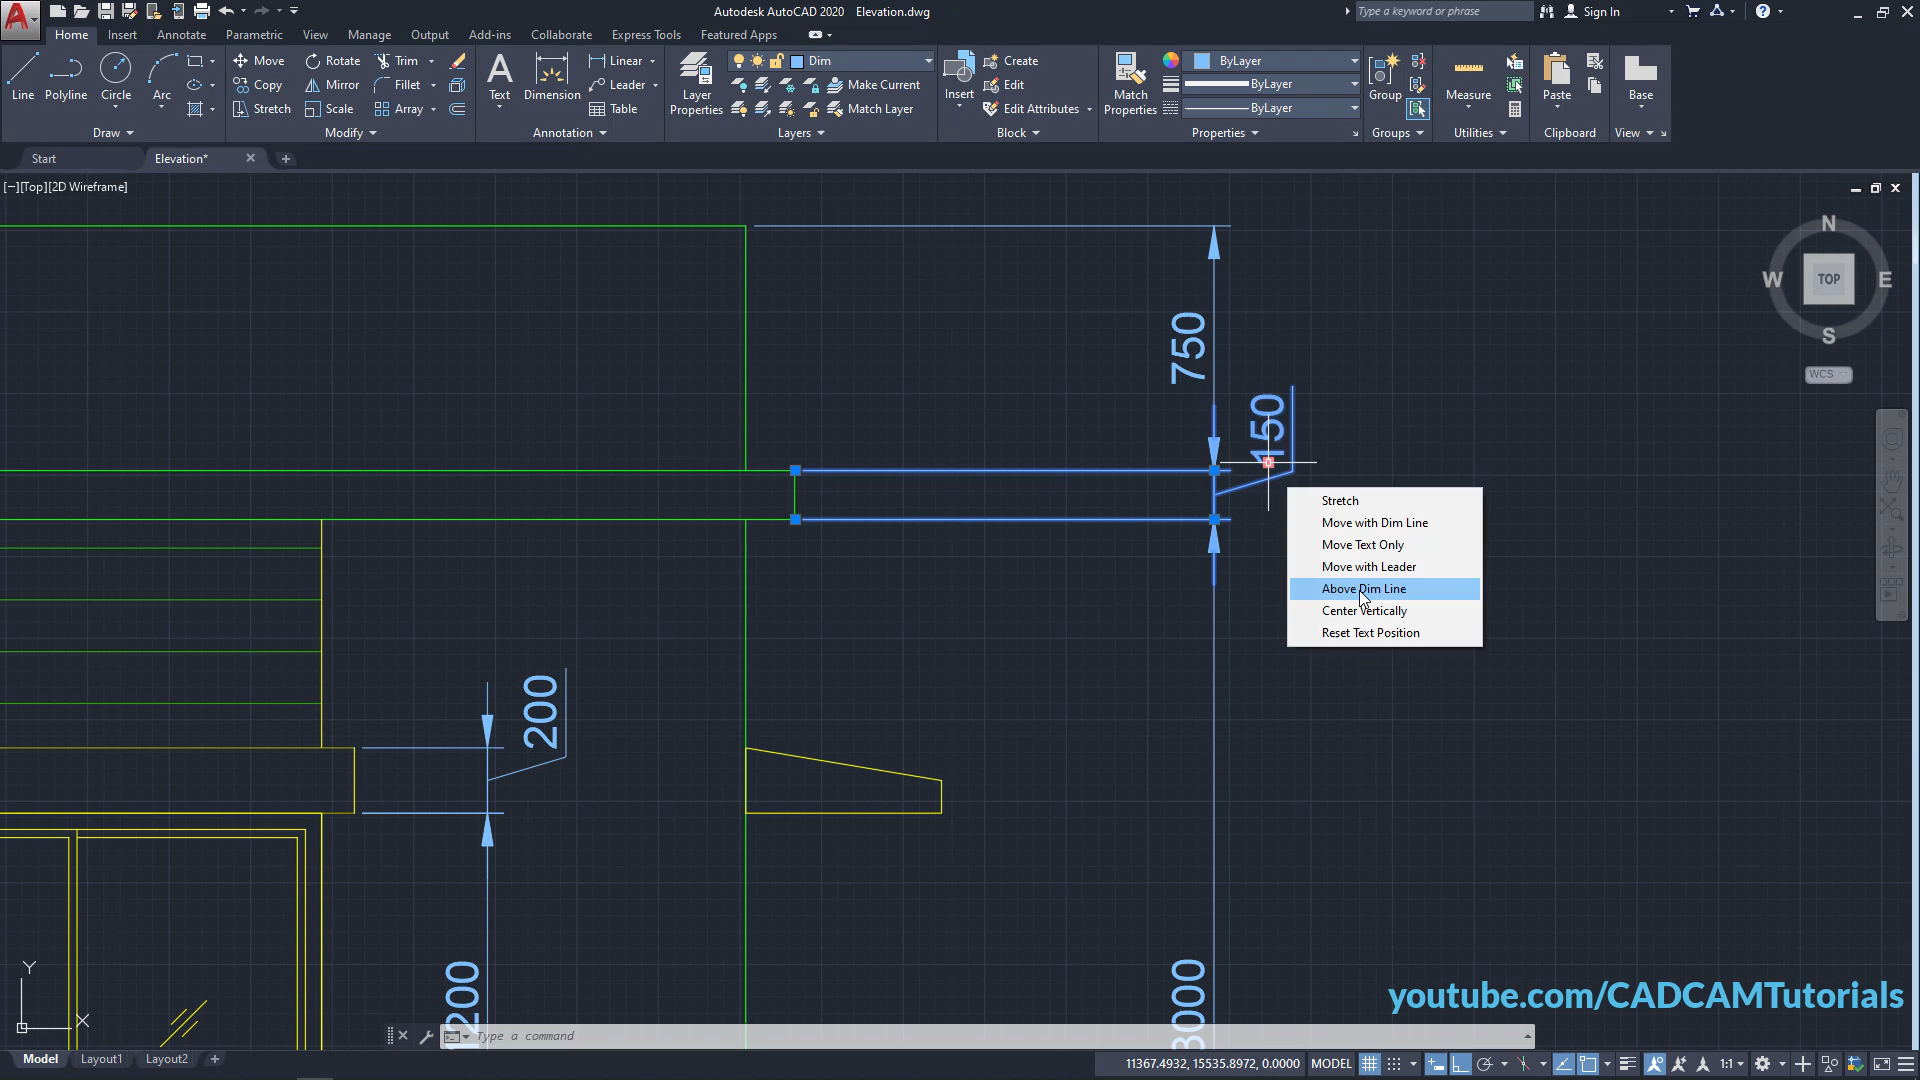 Autodesk AutoCAD 2020 Elevation.dwg
Type a keyword or phrase
Sign In
Home Insert Annotate Parametric View Manage Output Add-ins Collaborate Express Tools Featured Apps
Line Polyline Circle Arc
Move Rotate Trim
Copy Mirror Fillet
Stretch Scale Array
Text Dimension
Linear
Leader
Table
Layer Properties
Dim
Make Current
Match Layer
Insert
Create
Edit
Edit Attributes
Match Properties
ByLayer
ByLayer
ByLayer
Group
Measure
Paste
Base
Draw Modify Annotation Layers Block Properties Groups Utilities Clipboard View
Start Elevation*
[−][Top][2D Wireframe]
N
W TOP E
S
WCS
750
150
Stretch
Move with Dim Line
Move Text Only
Move with Leader
Above Dim Line
Center Vertically
Reset Text Position
200
1200
3000
Y
X
youtube.com/CADCAMTutorials
Type a command
Model Layout1 Layout2
11367.4932, 15535.8972, 0.0000 MODEL 1:1